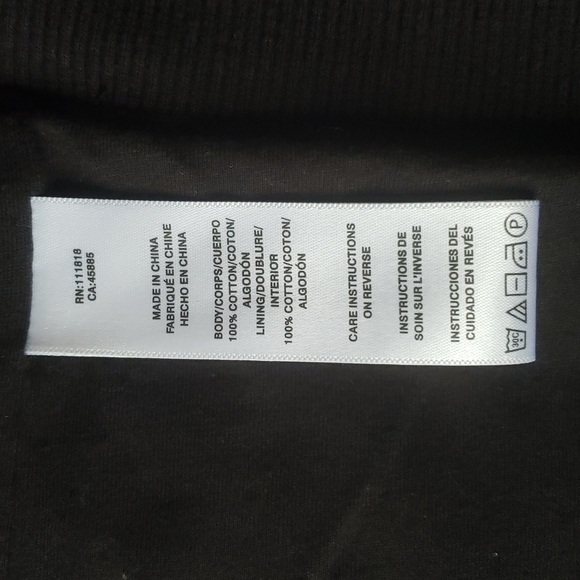 RN:111818
CA:45885
MADE IN CHINA
FABRIQUÉ EN CHINE
HECHO EN CHINA
BODY/CORPS/CUERPO
100% COTTON/COTON/
ALGODÓN
LINING/DOUBLURE/
INTERIOR
100% COTTON/COTON/
ALGODÓN
CARE INSTRUCTIONS
ON REVERSE
INSTRUCTIONS DE
SOIN SUR L'INVERSE
INSTRUCCIONES DEL
CUIDADO EN REVÉS
30C P